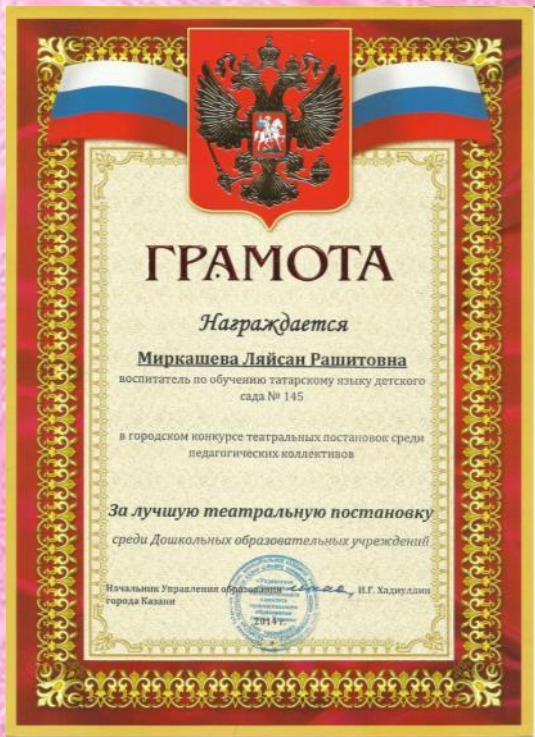 ГРАМОТА
Награждается
Миркашева Ляйсан Рашитовна
воспитатель по обучению татарскому языку детского
сада № 145
в городском конкурсе театральных постановок среди
педагогических коллективов
За лучшую театральную постановку
среди Дошкольных образовательных учреждений
Начальник Управления образования И.Г. Хадиуллин
города Казани
2014г.